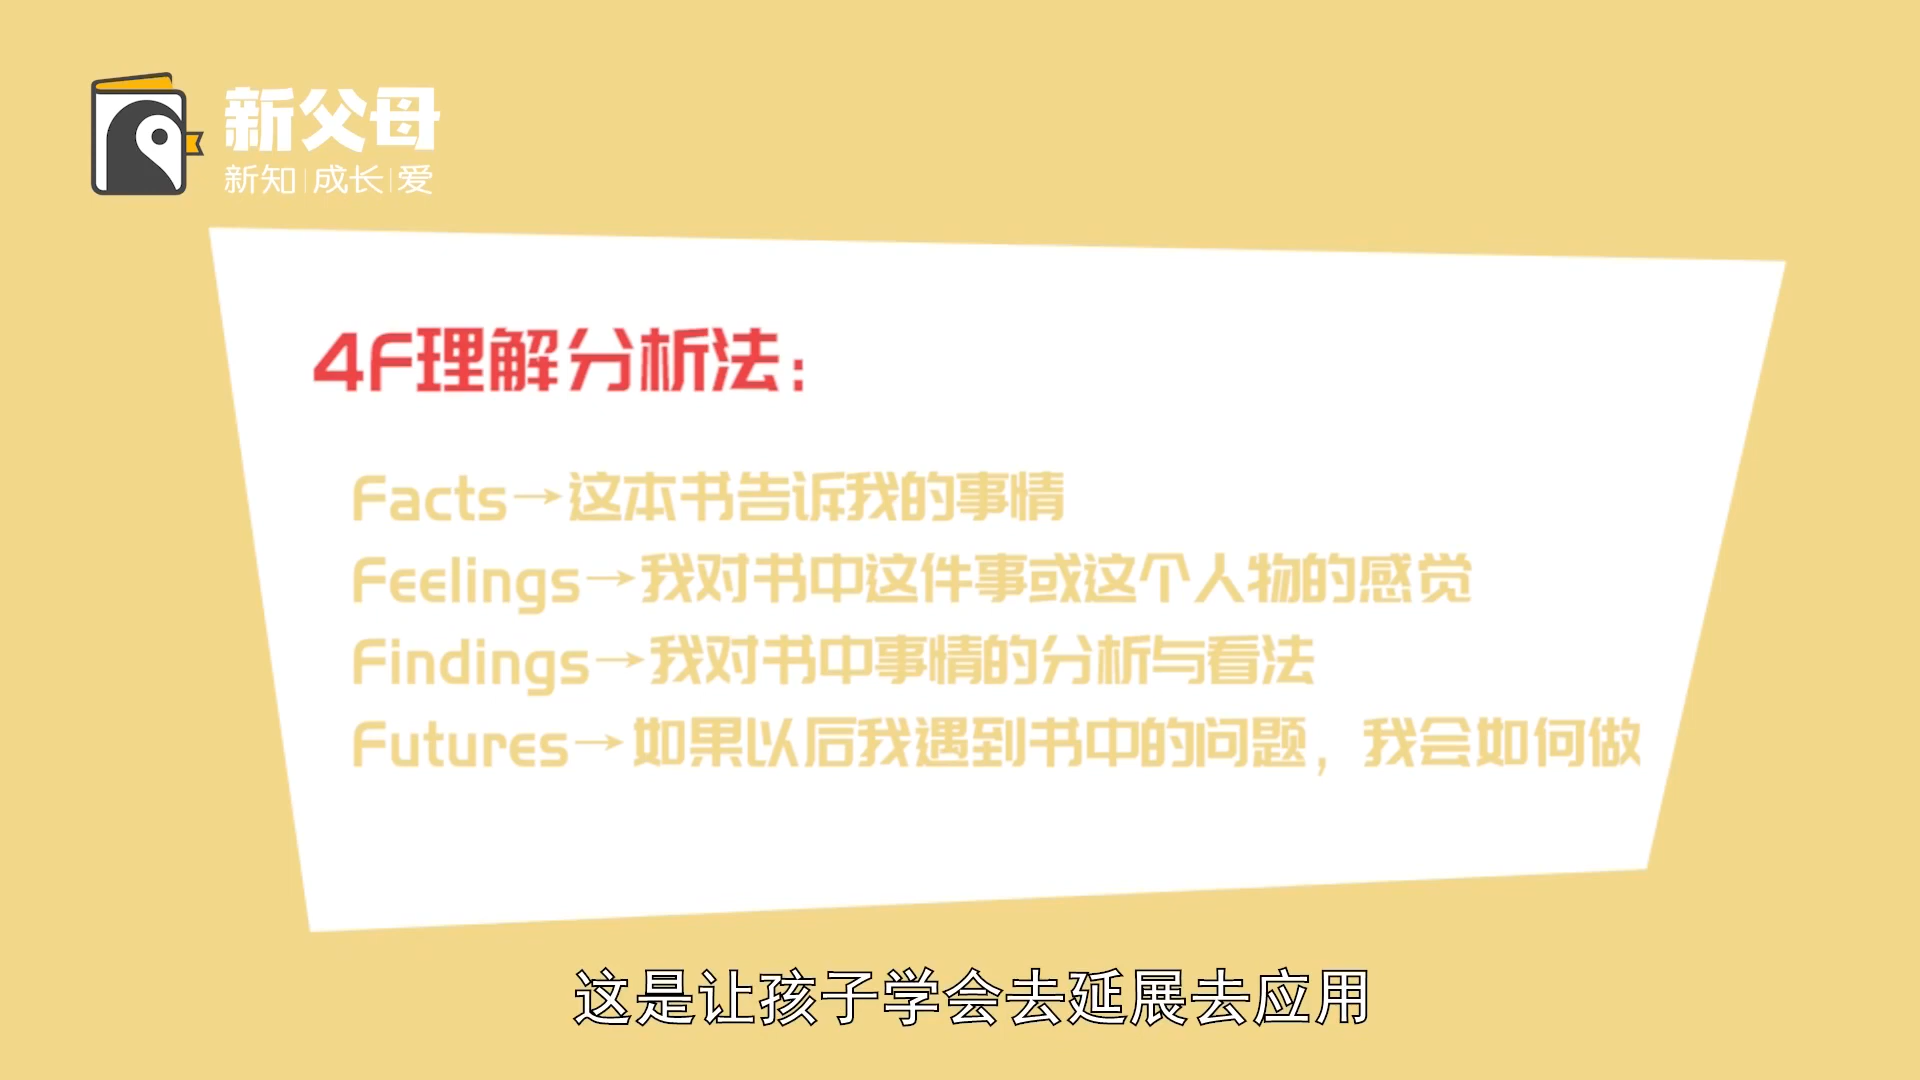 新父母
新知|成长|爱
4F理解分析法：
Facts→这本书告诉我的事情
Feelings→我对书中这件事或这个人物的感觉
Findings→我对书中事情的分析与看法
Futures→如果以后我遇到书中的问题，我会如何做
这是让孩子学会去延展去应用